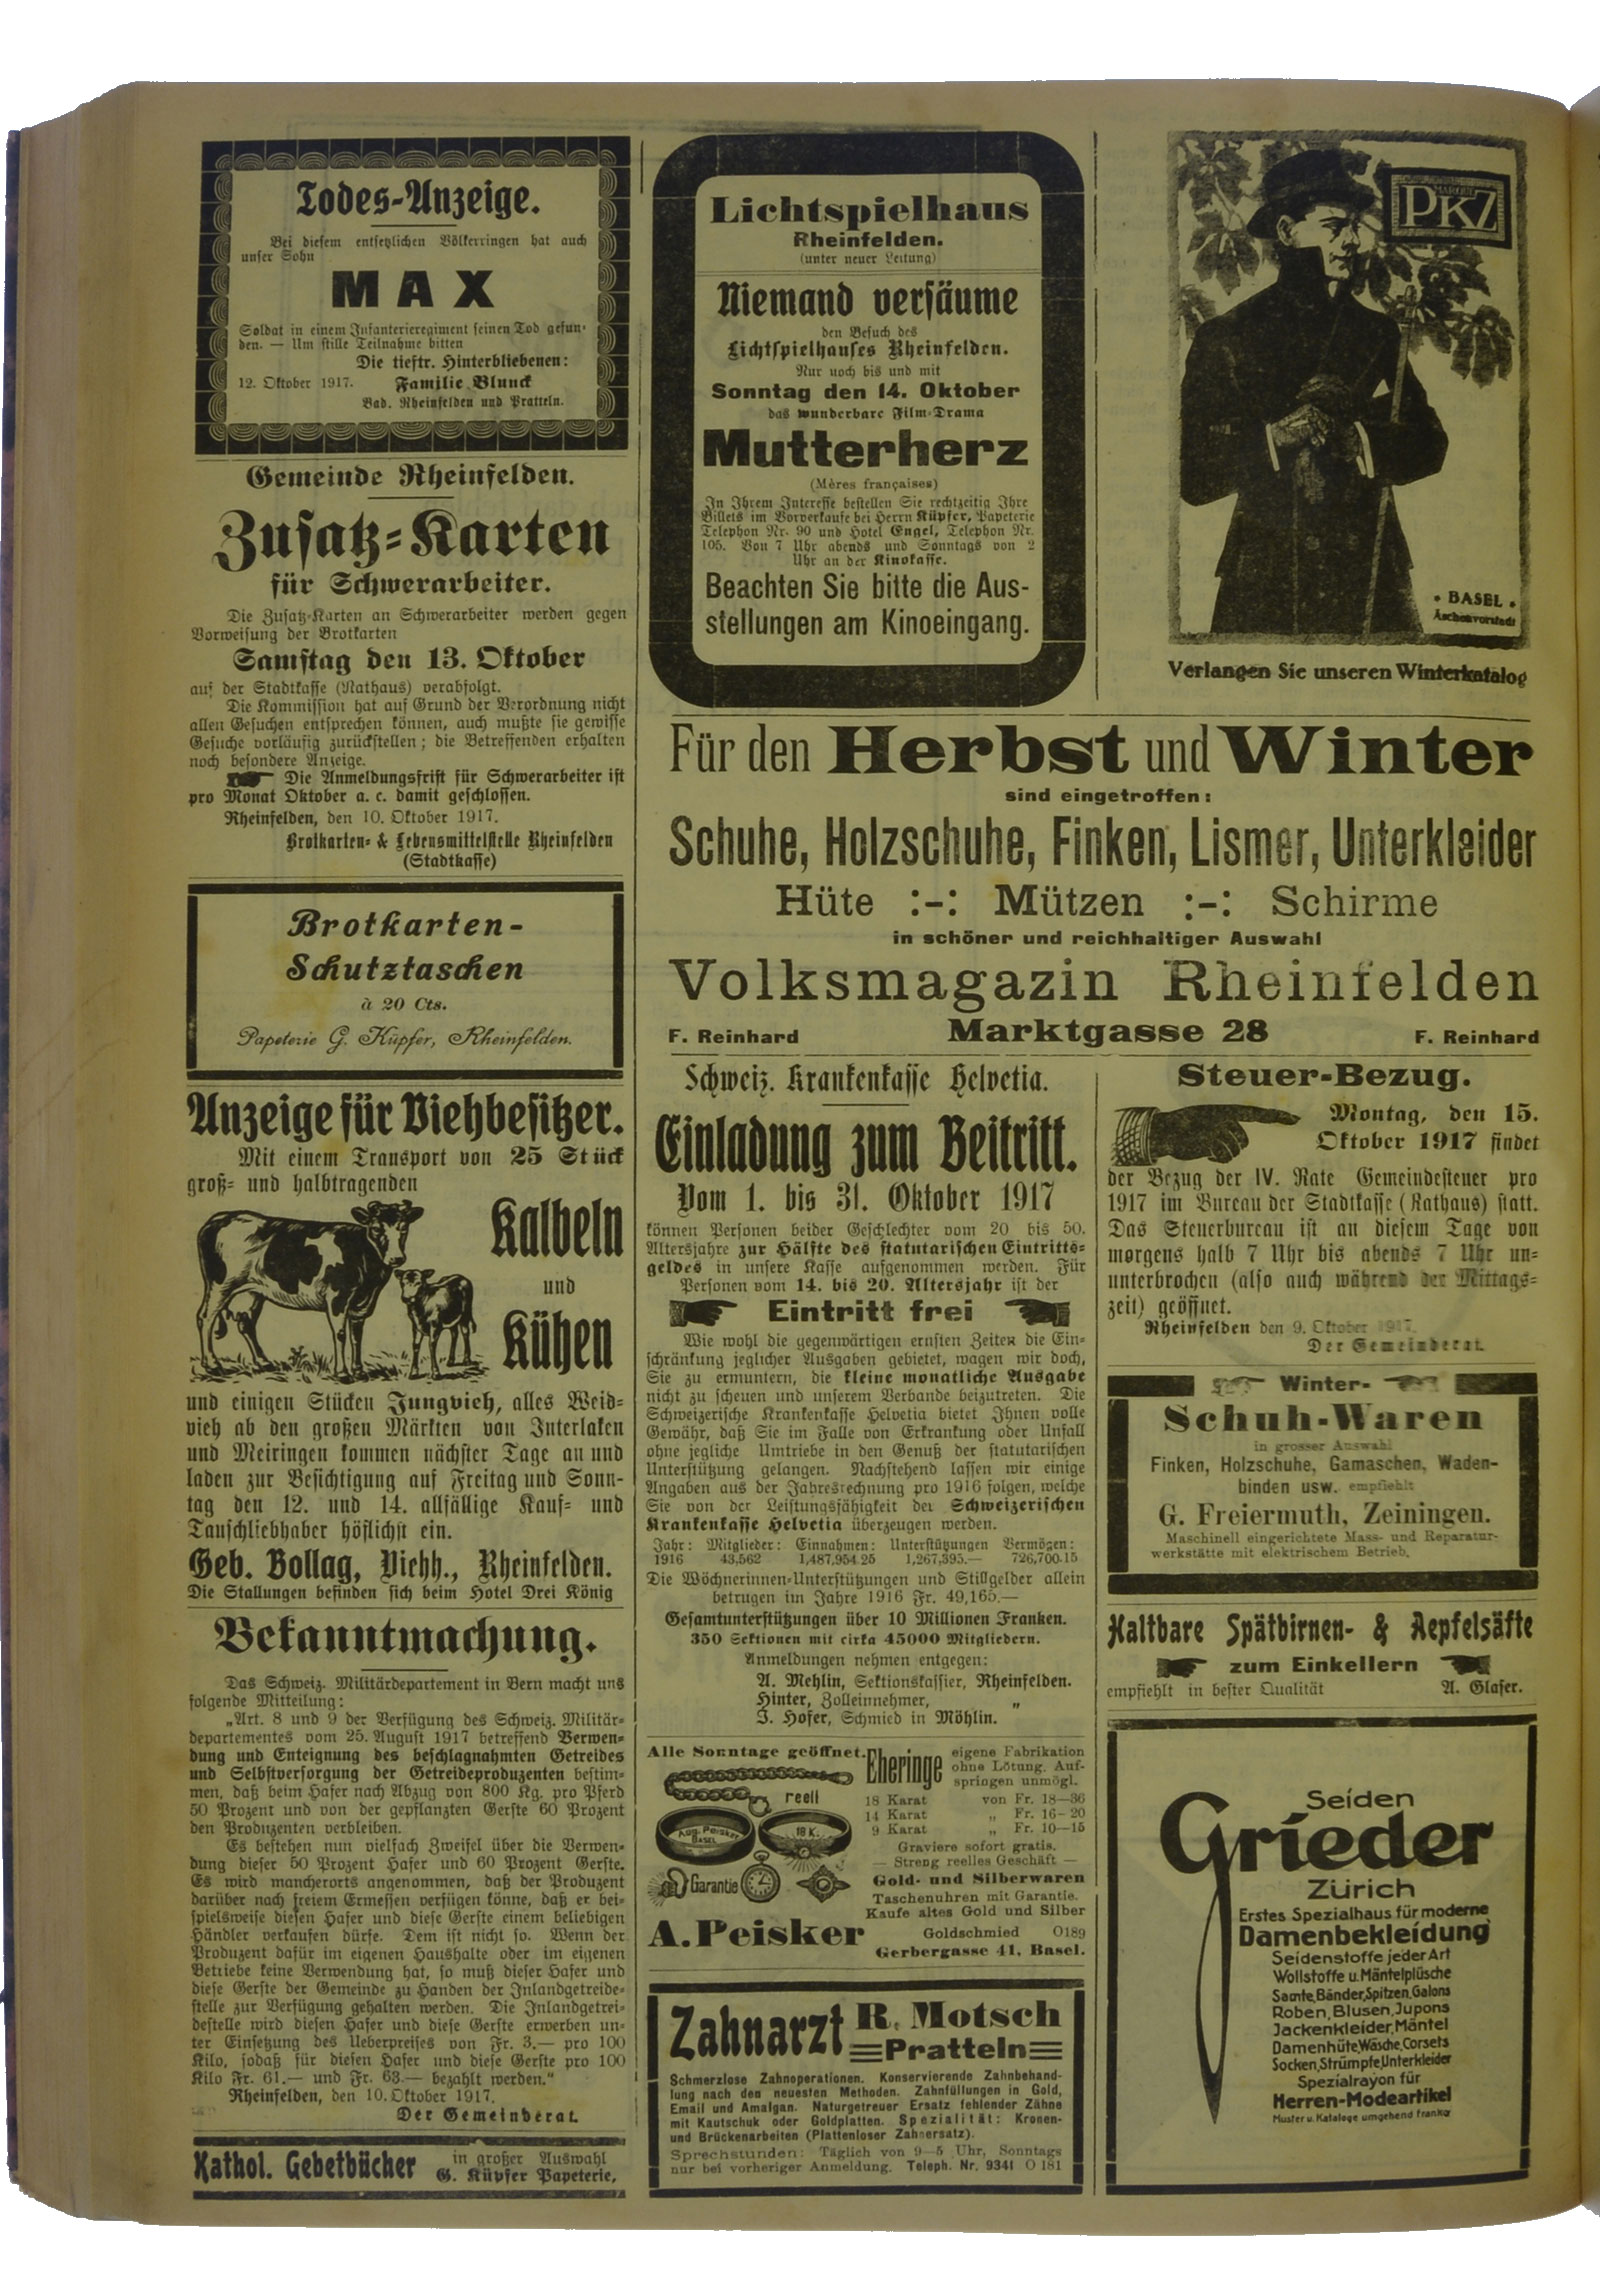 Todes-Anzeige.
Bei diesem entsetzlichen Völkerringen hat auch
unser Sohn
MAX
Soldat in einem Infanterieregiment seinen Tod gefun-
den. — Um stille Teilnahme bitten
Die tieftr. Hinterbliebenen:
12. Oktober 1917. Familie Blunck
Bad. Rheinfelden und Pratteln.
Gemeinde Rheinfelden.
Zusatz-Karten
für Schwerarbeiter.
Die Zusatz-Karten an Schwerarbeiter werden gegen
Vorweisung der Brotkarten
Samstag den 13. Oktober
auf der Stadtkasse (Rathaus) verabfolgt.
Die Kommission hat auf Grund der Verordnung nicht
allen Gesuchen entsprechen können, auch mußte sie gewisse
Gesuche vorläufig zurückstellen; die Betreffenden erhalten
noch besondere Anzeige.
Die Anmeldungsfrist für Schwerarbeiter ist
pro Monat Oktober a. c. damit geschlossen.
Rheinfelden, den 10. Oktober 1917.
Brotkarten- & Lebensmittelstelle Rheinfelden
(Stadtkasse)
Brotkarten-
Schutztaschen
à 20 Cts.
Papeterie G. Küpfer, Rheinfelden.
Anzeige für Viehbesitzer.
Mit einem Transport von 25 Stück
groß- und halbtragenden
Kalbeln
und
Kühen
und einigen Stücken Jungvieh, alles Weid-
vieh ab den großen Märkten von Interlaken
und Meiringen kommen nächster Tage an und
laden zur Besichtigung auf Freitag und Sonn-
tag den 12. und 14. allfällige Kauf- und
Tauschliebhaber höflichst ein.
Geb. Bollag, Viehh., Rheinfelden.
Die Stallungen befinden sich beim Hotel Drei König
Bekanntmachung.
Das Schweiz. Militärdepartement in Bern macht uns
folgende Mitteilung:
„Art. 8 und 9 der Verfügung des Schweiz. Militär-
departementes vom 25. August 1917 betreffend Verwen-
dung und Enteignung des beschlagnahmten Getreides
und Selbstversorgung der Getreideproduzenten bestim-
men, daß beim Hafer nach Abzug von 800 Kg. pro Pferd
50 Prozent und von der gepflanzten Gerste 60 Prozent
den Produzenten verbleiben.
Es bestehen nun vielfach Zweifel über die Verwen-
dung dieser 50 Prozent Hafer und 60 Prozent Gerste.
Es wird mancherorts angenommen, daß der Produzent
darüber nach freiem Ermessen verfügen könne, daß er bei-
spielsweise diesen Hafer und diese Gerste einem beliebigen
Händler verkaufen dürfe. Dem ist nicht so. Wenn der
Produzent dafür im eigenen Haushalte oder im eigenen
Betriebe keine Verwendung hat, so muß dieser Hafer und
diese Gerste der Gemeinde zu Handen der Inlandgetreide-
stelle zur Verfügung gehalten werden. Die Inlandgetrei-
destelle wird diesen Hafer und diese Gerste erwerben un-
ter Einsetzung des Ueberpreises von Fr. 3.— pro 100
Kilo, sodaß für diesen Hafer und diese Gerste pro 100
Kilo Fr. 61.— und Fr. 63.— bezahlt werden.“
Rheinfelden, den 10. Oktober 1917.
Der Gemeinderat.
Kathol. Gebetbücher in großer Auswahl
G. Küpfer Papeterie,
Lichtspielhaus
Rheinfelden.
(unter neuer Leitung)
Niemand versäume
den Besuch des
Lichtspielhauses Rheinfelden.
Nur noch bis und mit
Sonntag den 14. Oktober
das wunderbare Film-Drama
Mutterherz
(Mères françaises)
In Ihrem Interesse bestellen Sie rechtzeitig Ihre
Billets im Vorverkaufe bei Herrn Küpfer, Papeterie
Telephon Nr. 90 und Hotel Engel, Telephon Nr.
105. Von 7 Uhr abends und Sonntags von 2
Uhr an der Kinokasse.
Beachten Sie bitte die Aus-
stellungen am Kinoeingang.
MARQUE
PKZ
BASEL
Aeschenvorstadt
Verlangen Sie unseren Winterkatalog
Für den Herbst und Winter
sind eingetroffen:
Schuhe, Holzschuhe, Finken, Lismer, Unterkleider
Hüte :-: Mützen :-: Schirme
in schöner und reichhaltiger Auswahl
Volksmagazin Rheinfelden
F. Reinhard Marktgasse 28 F. Reinhard
Schweiz. Krankenkasse Helvetia.
Einladung zum Beitritt.
Vom 1. bis 31. Oktober 1917
können Personen beider Geschlechter vom 20 bis 50.
Altersjahre zur Hälfte des statutarischen Eintritts-
geldes in unsere Kasse aufgenommen werden. Für
Personen vom 14. bis 20. Altersjahr ist der
Eintritt frei
Wie wohl die gegenwärtigen ernsten Zeiten die Ein-
schränkung jeglicher Ausgaben gebietet, wagen wir doch,
Sie zu ermuntern, die kleine monatliche Ausgabe
nicht zu scheuen und unserem Verbande beizutreten. Die
Schweizerische Krankenkasse Helvetia bietet Ihnen volle
Gewähr, daß Sie im Falle von Erkrankung oder Unfall
ohne jegliche Umtriebe in den Genuß der statutarischen
Unterstützung gelangen. Nachstehend lassen wir einige
Angaben aus der Jahresrechnung pro 1916 folgen, welche
Sie von der Leistungsfähigkeit der Schweizerischen
Krankenkasse Helvetia überzeugen werden.
Jahr: Mitglieder: Einnahmen: Unterstützungen Vermögen:
1916 43,562 1,487,954 25 1,267,395.— 726,700.15
Die Wöchnerinnen-Unterstützungen und Stillgelder allein
betrugen im Jahre 1916 Fr. 49,165.—
Gesamtunterstützungen über 10 Millionen Franken.
350 Sektionen mit cirka 45000 Mitgliedern.
Anmeldungen nehmen entgegen:
A. Mehlin, Sektionskassier, Rheinfelden.
Hinter, Zolleinnehmer, „
J. Hofer, Schmied in Möhlin.
Alle Sonntage geöffnet.
reell
Aug. Peisker
BASEL
18 K.
Garantie
Eheringe eigene Fabrikation
ohne Lötung. Auf-
springen unmögl.
18 Karat von Fr. 18—36
14 Karat „ Fr. 16-20
9 Karat „ Fr. 10—15
Graviere sofort gratis.
— Streng reelles Geschäft —
Gold- und Silberwaren
Taschenuhren mit Garantie.
Kaufe altes Gold und Silber
A. Peisker Goldschmied O189
Gerbergasse 41, Basel.
Zahnarzt R. Motsch
Pratteln
Schmerzlose Zahnoperationen. Konservierende Zahnbehand-
lung nach den neuesten Methoden. Zahnfüllungen in Gold,
Email und Amalgan. Naturgetreuer Ersatz fehlender Zähne
mit Kautschuk oder Goldplatten. Spezialität: Kronen-
und Brückenarbeiten (Plattenloser Zahnersatz).
Sprechstunden: Täglich von 9—5 Uhr, Sonntags
nur bei vorheriger Anmeldung. Teleph. Nr. 9341 O 181
Steuer-Bezug.
Montag, den 15.
Oktober 1917 findet
der Bezug der IV. Rate Gemeindesteuer pro
1917 im Bureau der Stadtkasse (Rathaus) statt.
Das Steuerbureau ist an diesem Tage von
morgens halb 7 Uhr bis abends 7 Uhr un-
unterbrochen (also auch während der Mittags-
zeit) geöffnet.
Rheinfelden den 9. Oktober 1917.
Der Gemeinderat.
Winter-
Schuh-Waren
in grosser Auswahl
Finken, Holzschuhe, Gamaschen, Waden-
binden usw. empfiehlt
G. Freiermuth, Zeiningen.
Maschinell eingerichtete Mass- und Reparatur-
werkstätte mit elektrischem Betrieb.
Haltbare Spätbirnen- & Aepfelsäfte
zum Einkellern
empfiehlt in bester Qualität A. Glaser.
Seiden
Grieder
Zürich
Erstes Spezialhaus für moderne
Damenbekleidung
Seidenstoffe jeder Art
Wollstoffe u. Mäntelplüsche
Samte, Bänder, Spitzen, Galons
Roben, Blusen, Jupons
Jackenkleider, Mäntel
Damenhüte, Wäsche, Corsets
Socken, Strümpfe, Unterkleider
Spezialrayon für
Herren-Modeartikel
Muster u. Kataloge umgehend franko